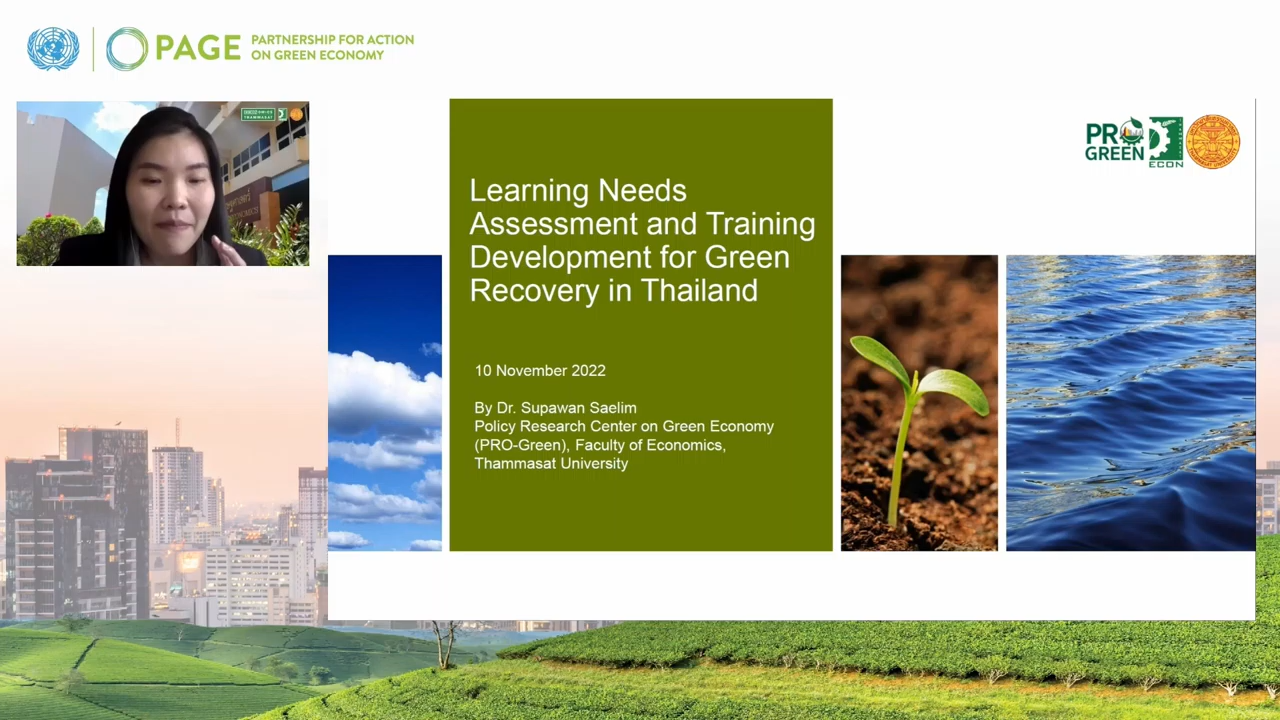 PAGE
PARTNERSHIP FOR ACTION
ON GREEN ECONOMY
THAMMASAT
PRO
GREEN
ECON
Learning Needs
Assessment and Training
Development for Green
Recovery in Thailand
10 November 2022
By Dr. Supawan Saelim
Policy Research Center on Green Economy
(PRO-Green), Faculty of Economics,
Thammasat University